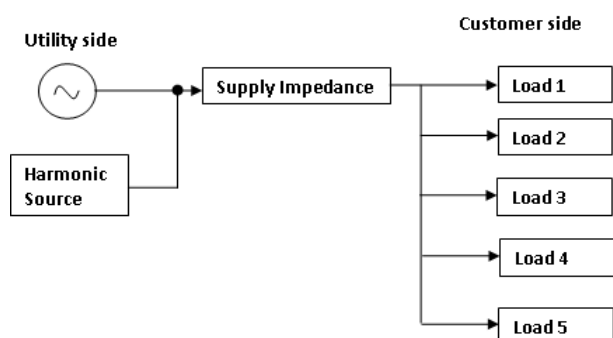 Utility side
Customer side
Supply Impedance
Harmonic
Source
Load 1
Load 2
Load 3
Load 4
Load 5